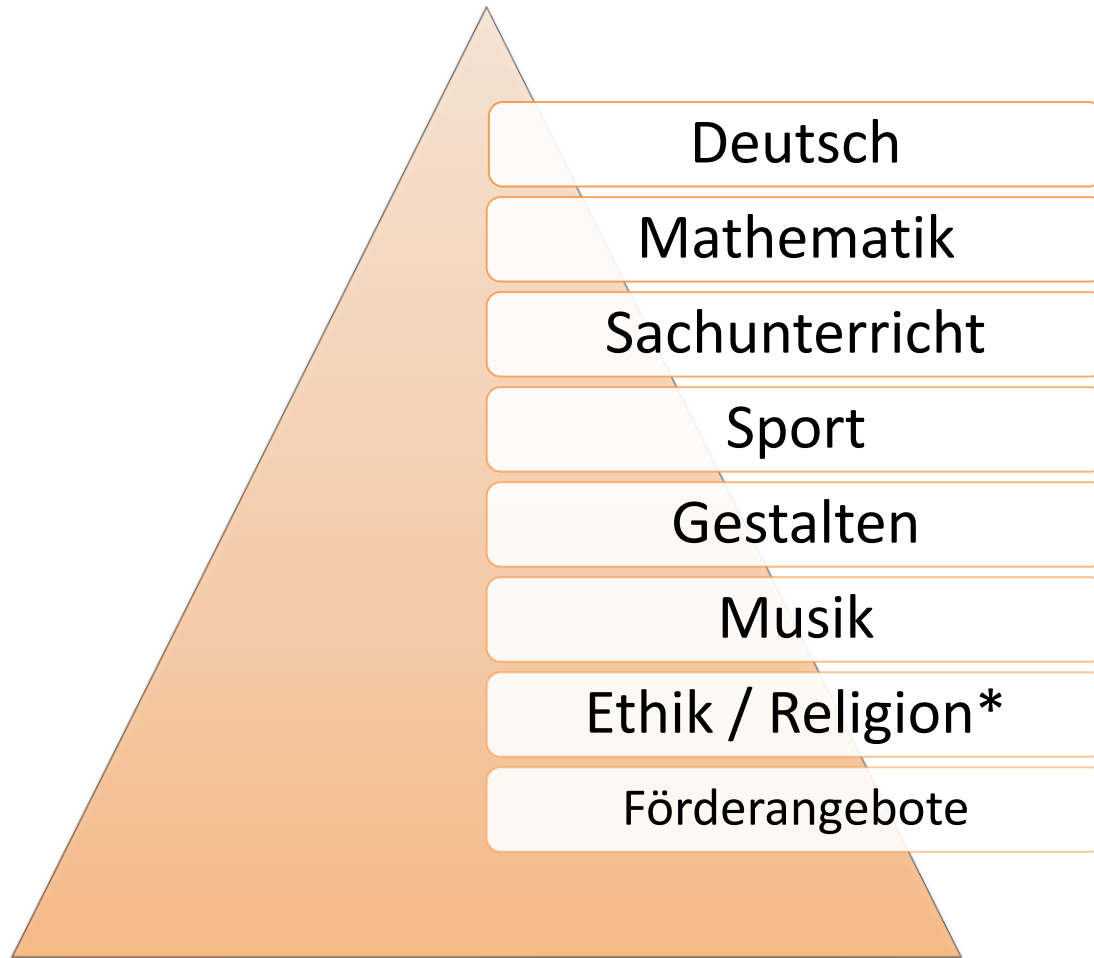 Deutsch
Mathematik
Sachunterricht
Sport
Gestalten
Musik
Ethik / Religion*
Förderangebote